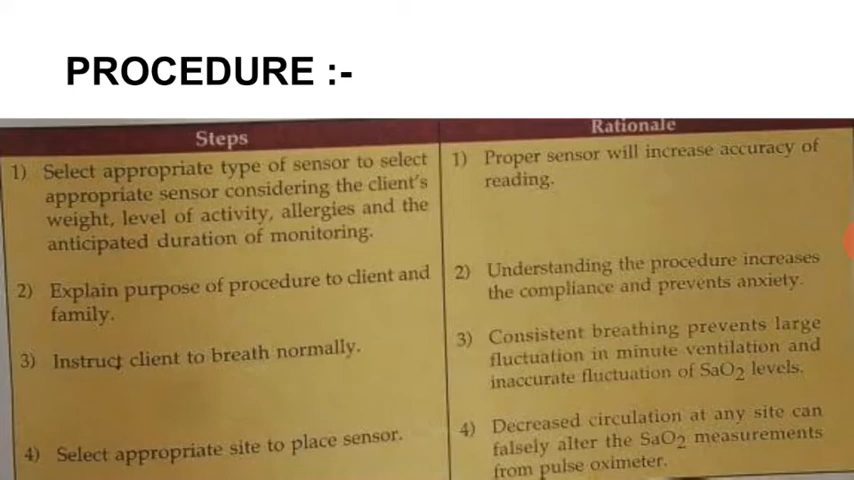 PROCEDURE :-
Steps
1) Select appropriate type of sensor to select
appropriate sensor considering the client's
weight, level of activity, allergies and the
anticipated duration of monitoring.
2) Explain purpose of procedure to client and
family.
3) Instruct client to breath normally.
4) Select appropriate site to place sensor.
Rationale
1) Proper sensor will increase accuracy of
reading.
2) Understanding the procedure increases
the compliance and prevents anxiety.
3) Consistent breathing prevents large
fluctuation in minute ventilation and
inaccurate fluctuation of SaO2 levels.
4) Decreased circulation at any site can
falsely alter the SaO2 measurements
from pulse oximeter.